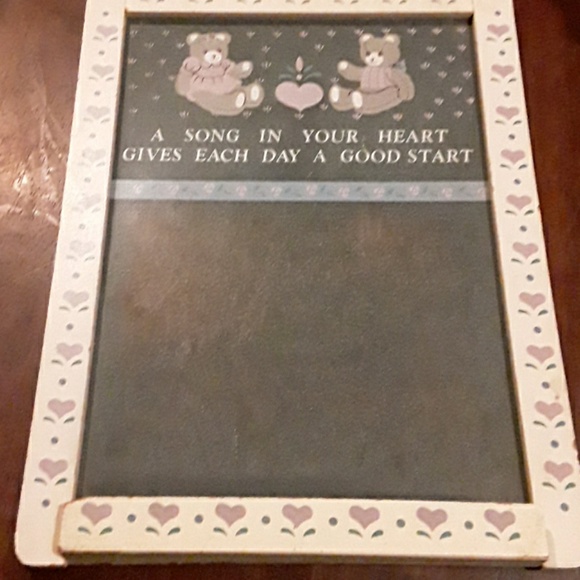 A SONG IN YOUR HEART
GIVES EACH DAY A GOOD START